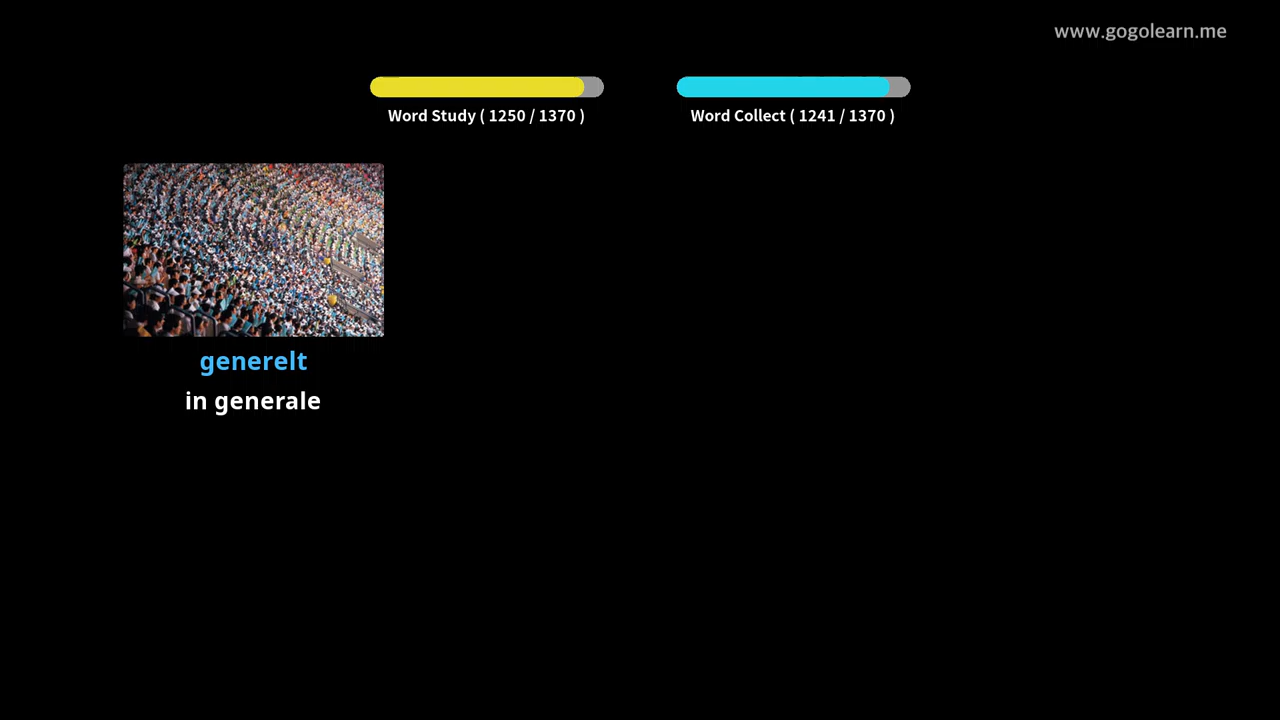 www.gogolearn.me
Word Study ( 1250 / 1370 )
Word Collect ( 1241 / 1370 )
generelt
in generale